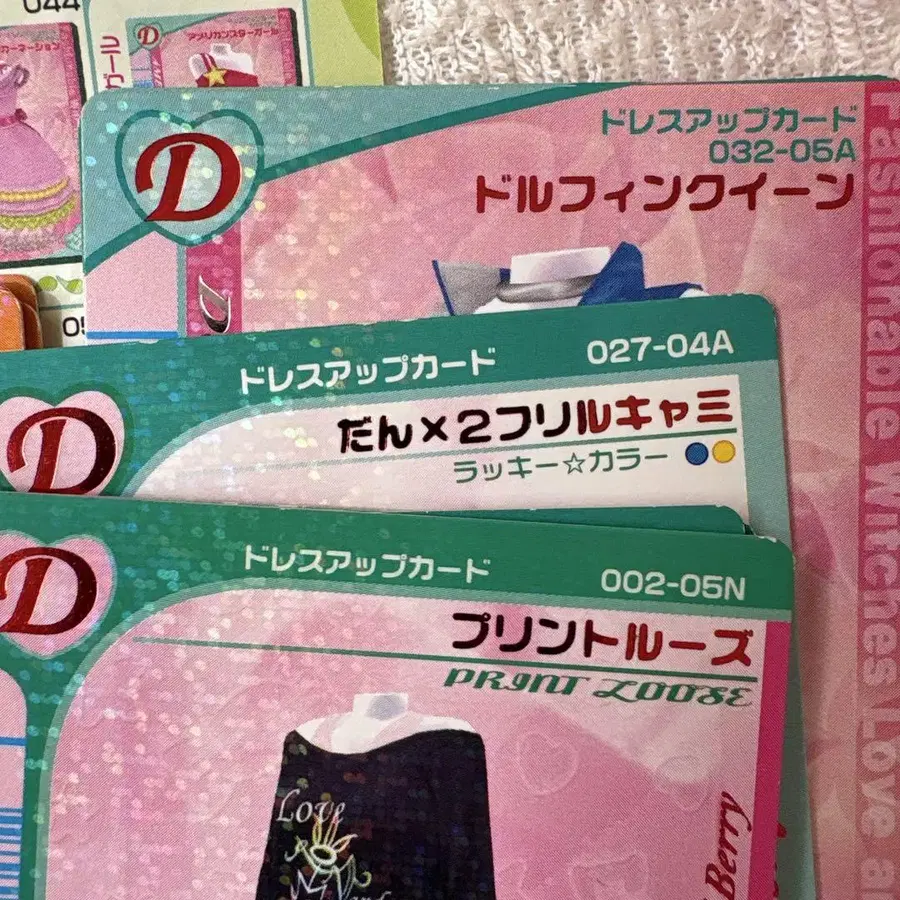 044
カーネーション
D
アメリカンスターガール
ガール
D
ドレスアップカード
032-05A
ドルフィンクイーン
Fashionable Witches Love a
05
D
ドレスアップカード
027-04A
だん×2フリルキャミ
ラッキー☆カラー
D
ドレスアップカード
002-05N
プリントルーズ
PRINT LOOSE
Love
Berry